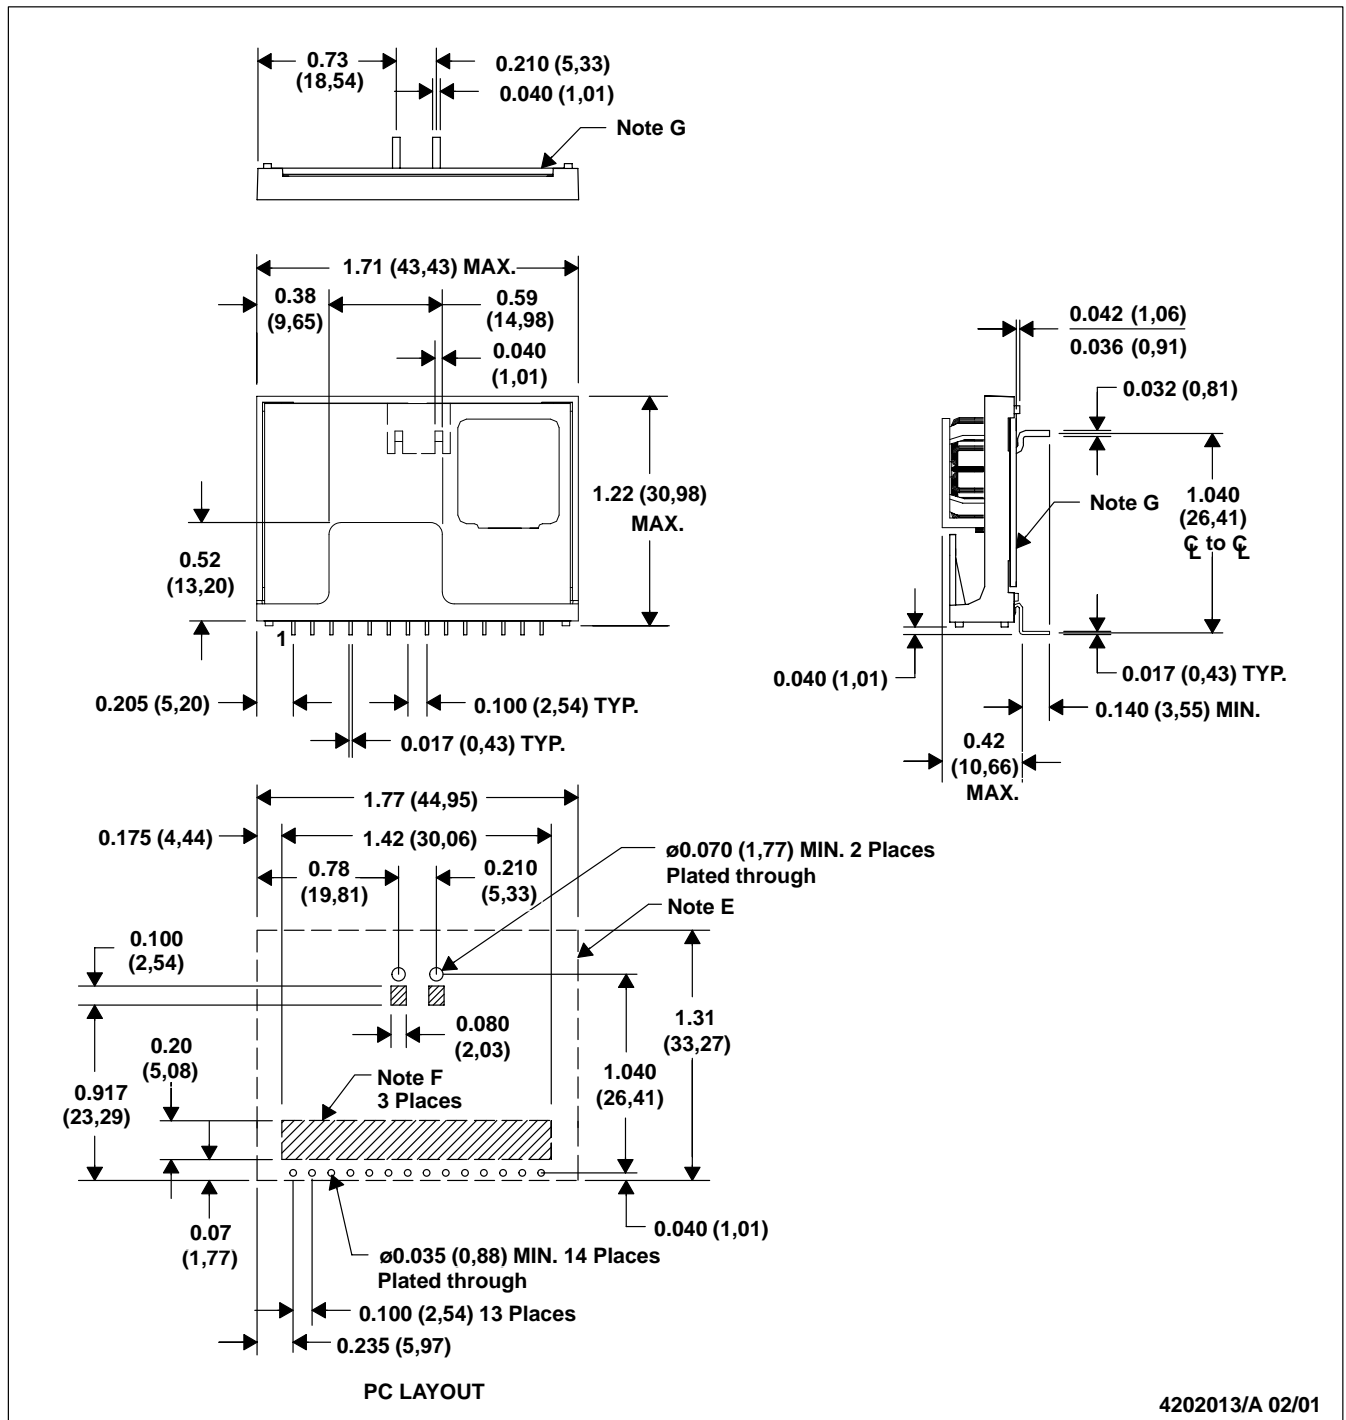 0.73
(18,54)
0.210 (5,33)
0.040 (1,01)
Note G
1.71 (43,43) MAX.
0.38
(9,65)
0.59
(14,98)
0.040
(1,01)
1.22 (30,98)
MAX.
0.52
(13,20)
1
0.205 (5,20)
0.100 (2,54) TYP.
0.017 (0,43) TYP.
0.042 (1,06)
0.036 (0,91)
0.032 (0,81)
Note G
1.040
(26,41)
℄ to ℄
0.040 (1,01)
0.017 (0,43) TYP.
0.140 (3,55) MIN.
0.42
(10,66)
MAX.
1.77 (44,95)
0.175 (4,44)
1.42 (30,06)
0.78
(19,81)
0.210
(5,33)
ø0.070 (1,77) MIN. 2 Places
Plated through
Note E
0.100
(2,54)
0.080
(2,03)
1.31
(33,27)
0.20
(5,08)
0.917
(23,29)
Note F
3 Places
1.040
(26,41)
0.07
(1,77)
0.040 (1,01)
ø0.035 (0,88) MIN. 14 Places
Plated through
0.100 (2,54) 13 Places
0.235 (5,97)
PC LAYOUT
4202013/A 02/01